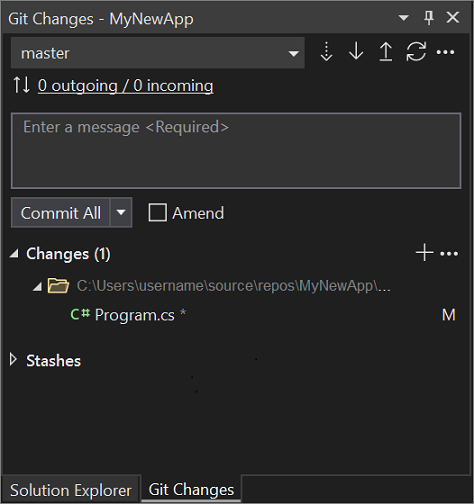 Git Changes - MyNewApp
master
0 outgoing / 0 incoming
Enter a message <Required>
Commit All
Amend
Changes (1)
C:\Users\username\source\repos\MyNewApp\...
C# Program.cs *
M
Stashes
Solution Explorer
Git Changes